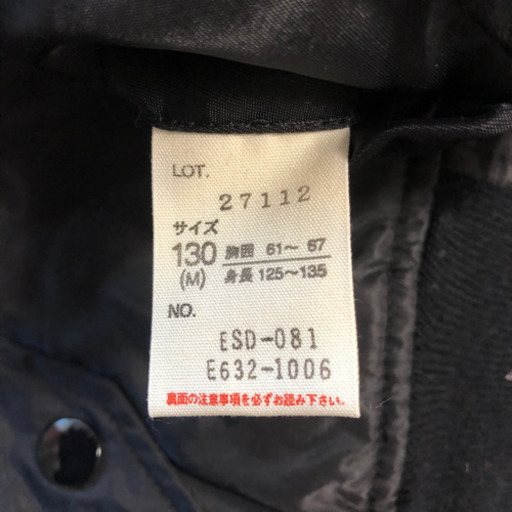 LOT.
27112
サイズ
130 胸囲 61〜 67
(M) 身長 125〜135
NO.
ESD-081
E632-1006
裏面の注意事項を必ずお読み下さい。